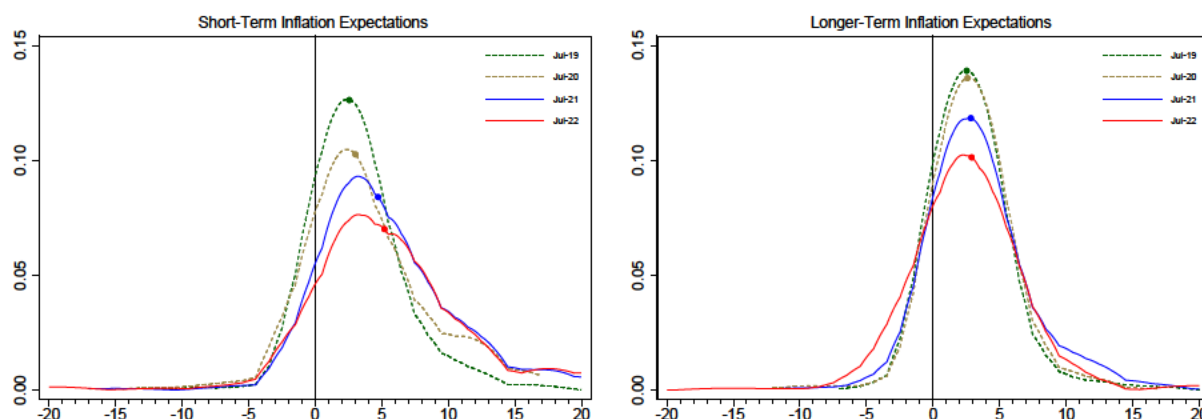 Short-Term Inflation Expectations
0.15
0.10
0.05
0.00
Jul-19
Jul-20
Jul-21
Jul-22
-20 -15 -10 -5 0 5 10 15 20
Longer-Term Inflation Expectations
0.15
0.10
0.05
0.00
Jul-19
Jul-20
Jul-21
Jul-22
-20 -15 -10 -5 0 5 10 15 20